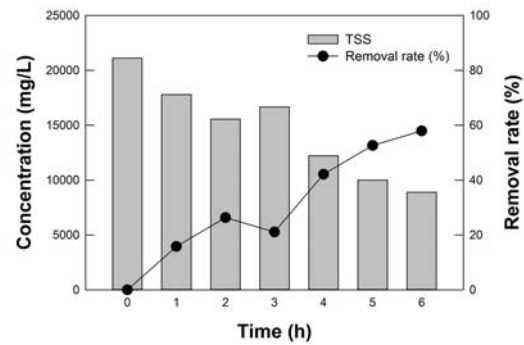 25000
20000
15000
10000
5000
0
Concentration (mg/L)
TSS
Removal rate (%)
100
80
60
40
20
0
Removal rate (%)
0 1 2 3 4 5 6
Time (h)